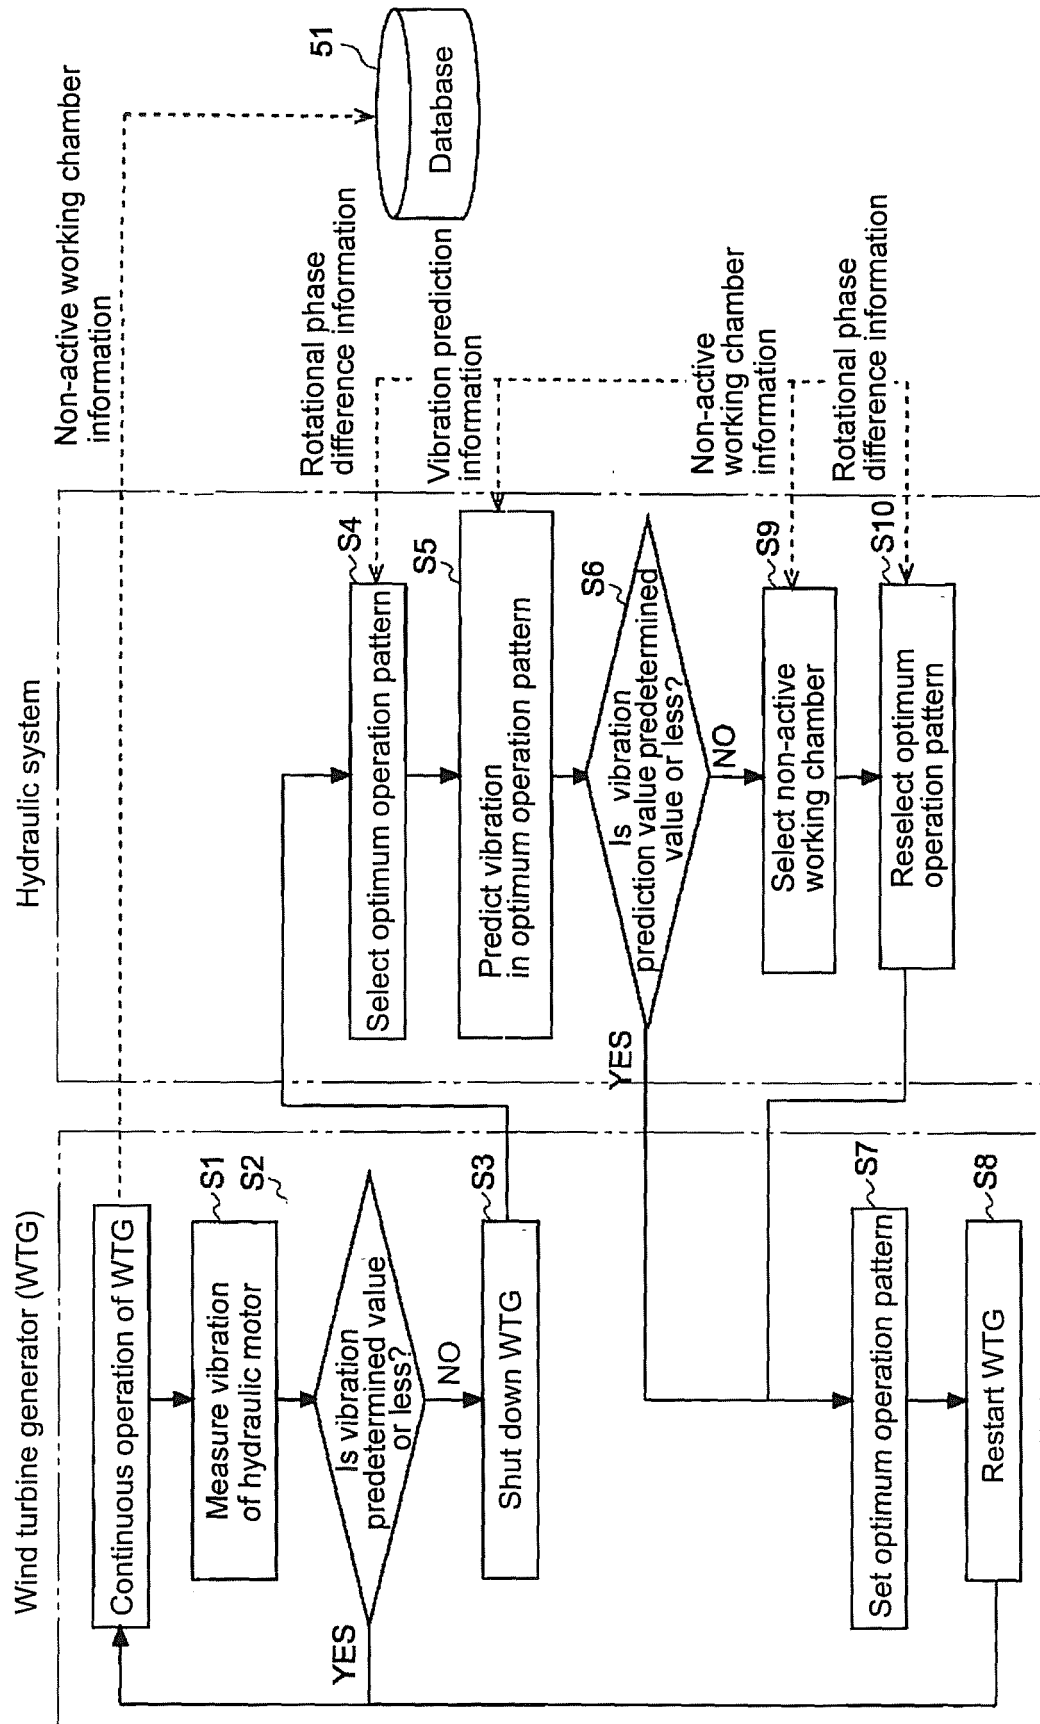 Wind turbine generator (WTG)
Continuous operation of WTG
S1
Measure vibration
of hydraulic motor
S2
Is vibration
predetermined value
or less?
YES
NO
S3
Shut down WTG
S7
Set optimum operation pattern
S8
Restart WTG
Hydraulic system
S4
Select optimum operation pattern
S5
Predict vibration
in optimum operation pattern
S6
Is vibration
prediction value predetermined
value or less?
YES
NO
S9
Select non-active
working chamber
S10
Reselect optimum
operation pattern
Non-active working chamber
information
51
Database
Rotational phase
difference information
Vibration prediction
information
Non-active
working chamber
information
Rotational phase
difference information